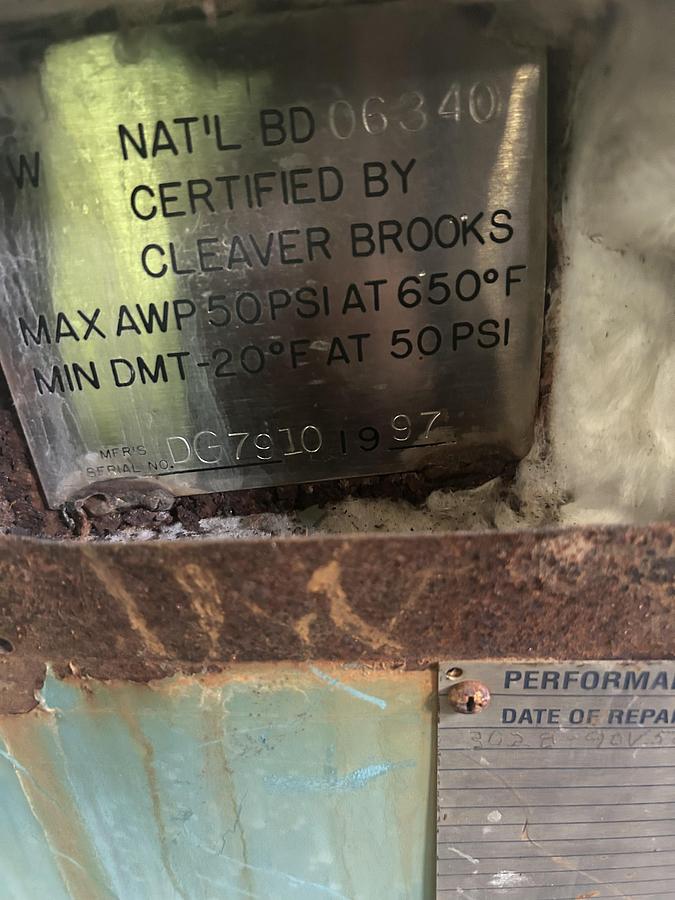 NAT'L BD 06340
W
CERTIFIED BY
CLEAVER BROOKS
MAX AWP 50 PSI AT 650°F
MIN DMT-20°F AT 50 PSI
MFR'S
SERIAL NO. DG7910 1997
PERFORMA
DATE OF REPAI